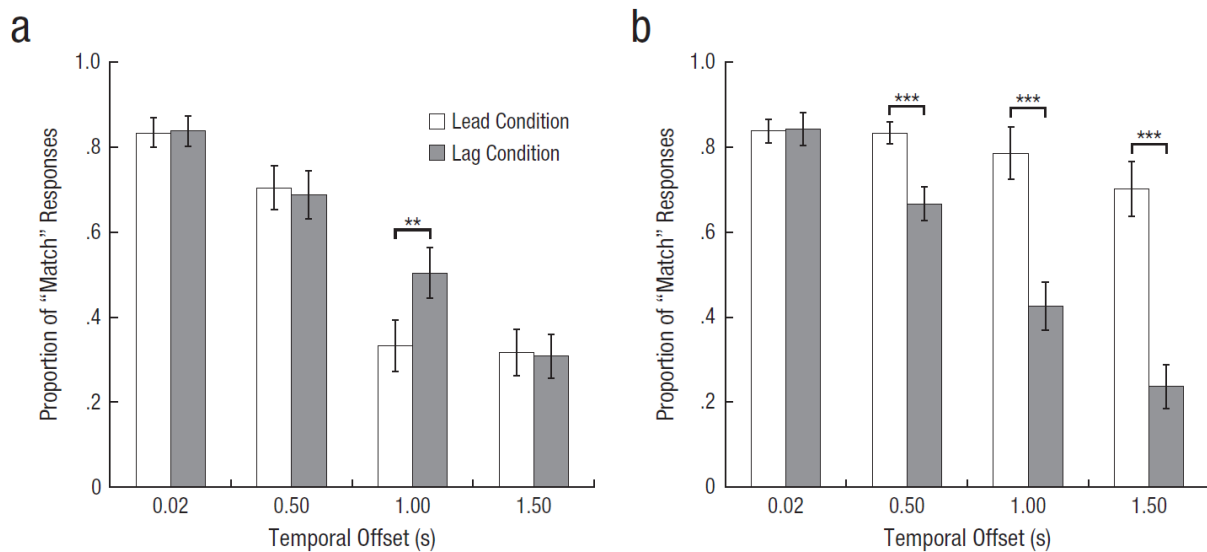 a
1.0
.8
.6
.4
.2
0
Proportion of “Match” Responses
Lead Condition
Lag Condition
**
0.02 0.50 1.00 1.50
Temporal Offset (s)
b
1.0
.8
.6
.4
.2
0
Proportion of “Match” Responses
***
***
***
0.02 0.50 1.00 1.50
Temporal Offset (s)